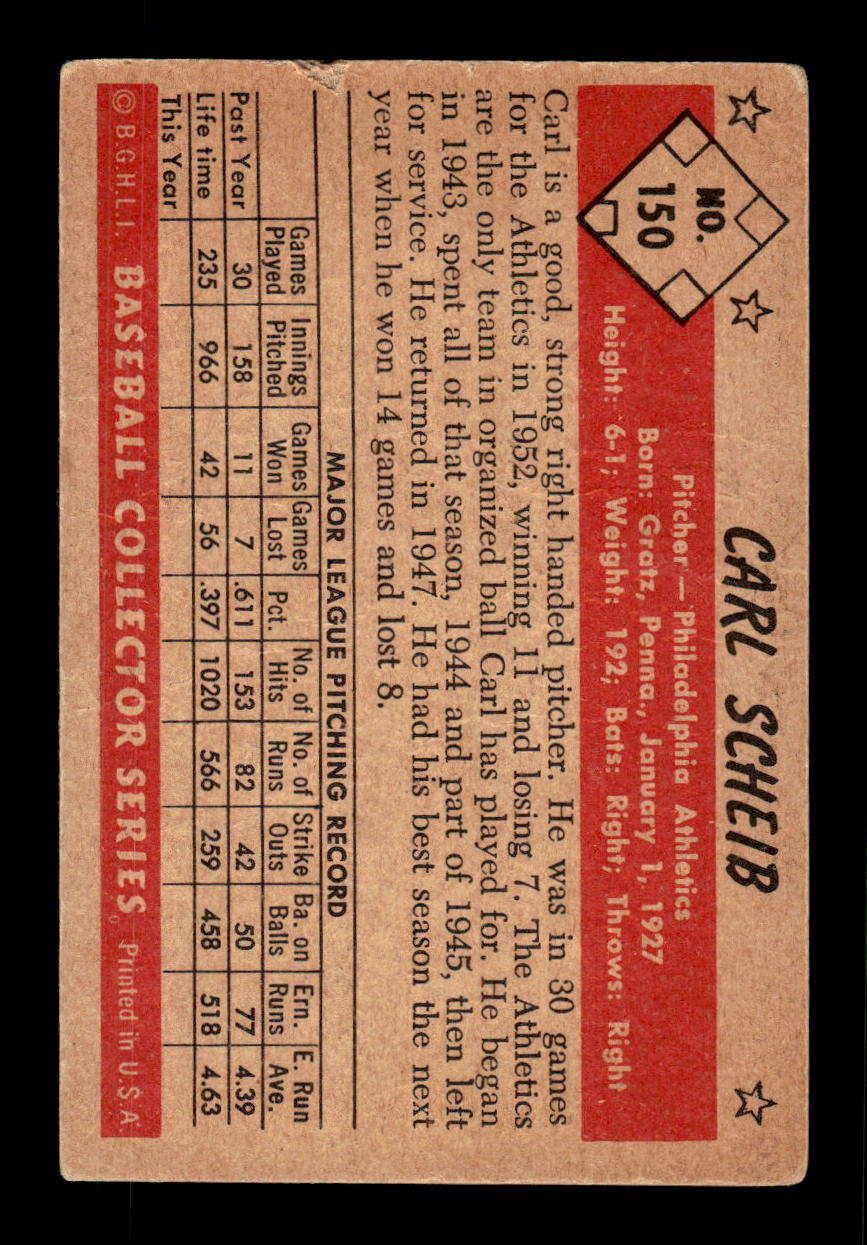 CARL SCHEIB
NO.
150
Pitcher — Philadelphia Athletics
Born: Gratz, Penna., January 1, 1927
Height: 6-1; Weight: 192; Bats: Right; Throws: Right
Carl is a good, strong right handed pitcher. He was in 30 games
for the Athletics in 1952, winning 11 and losing 7. The Athletics
are the only team in organized ball Carl has played for. He began
in 1943, spent all of that season, 1944 and part of 1945, then left
for service. He returned in 1947. He had his best season the next
year when he won 14 games and lost 8.
MAJOR LEAGUE PITCHING RECORD
Games Innings Games Games Pct. No. of No. of Strike Ba. on Ern. E. Run
Played Pitched Won Lost Hits Runs Outs Balls Runs Ave.
Past Year 30 158 11 7 .611 153 82 42 50 77 4.39
Life time 235 966 42 56 .397 1020 566 259 458 518 4.63
This Year
© B.G.H.L.I. BASEBALL COLLECTOR SERIES Printed in U.S.A.